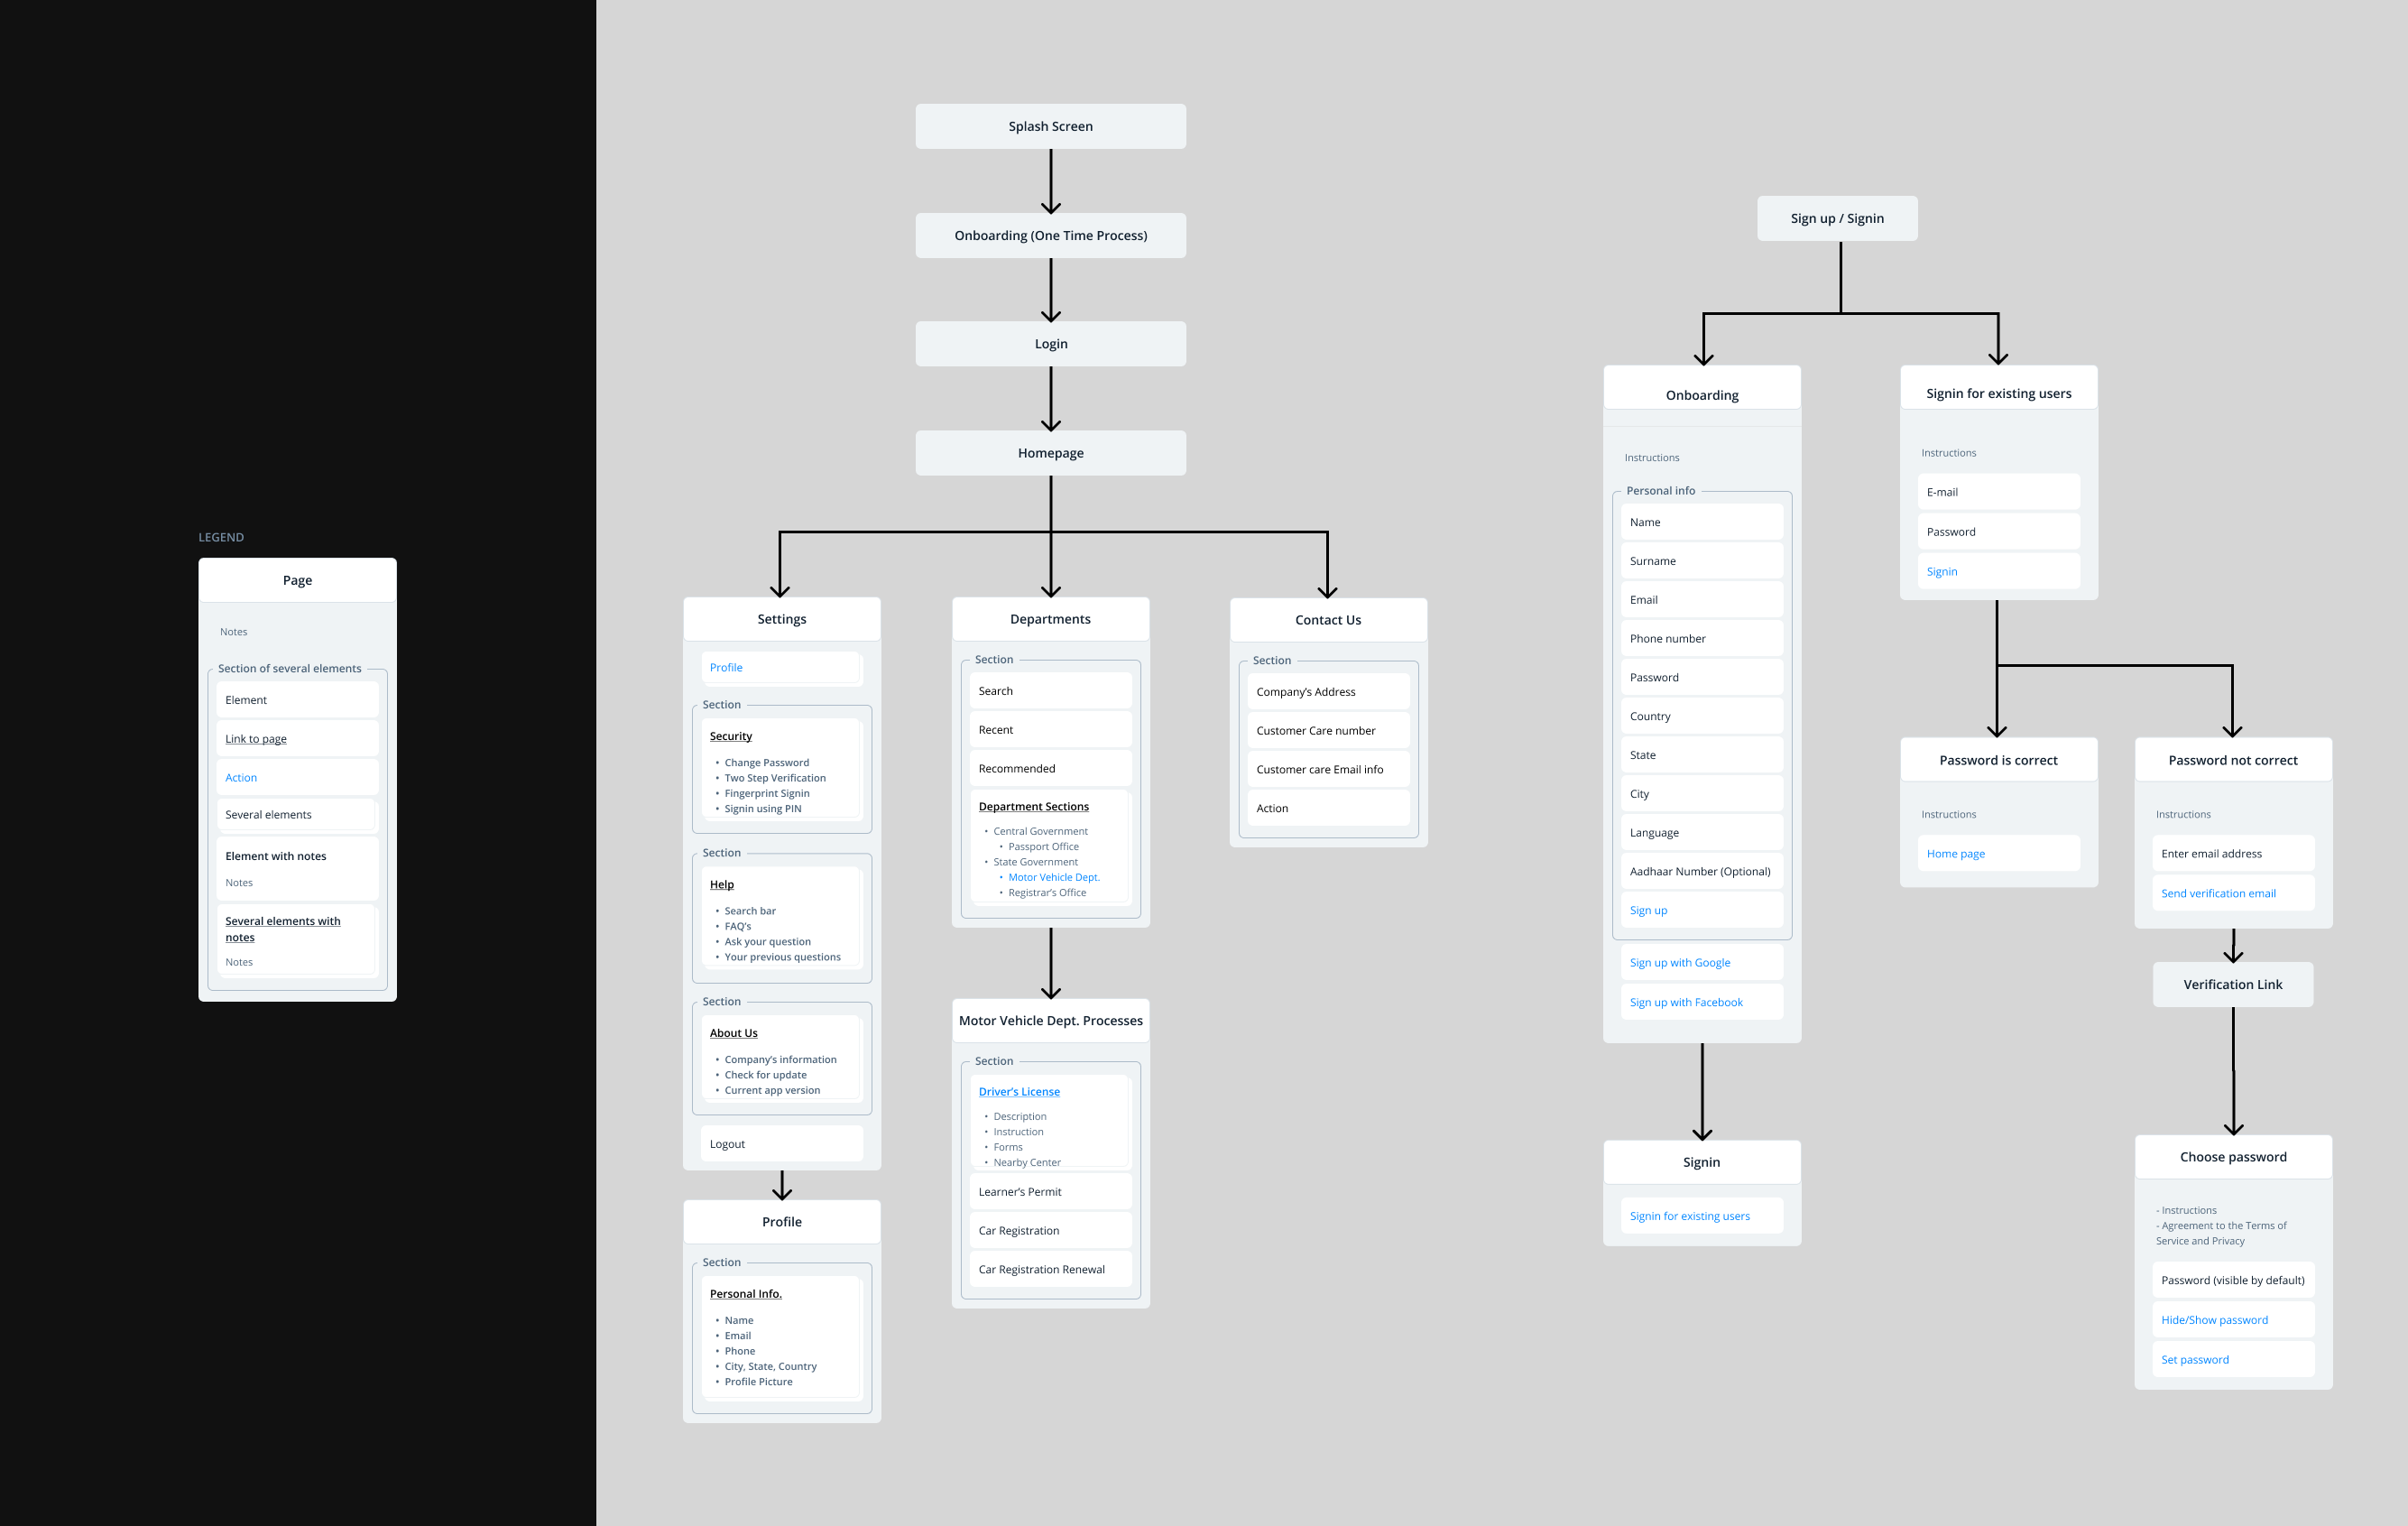 LEGEND
Page
Notes
Section of several elements
Element
Link to page
Action
Several elements
Element with notes
Notes
Several elements with
notes
Notes
Splash Screen
Onboarding (One Time Process)
Login
Homepage
Settings
Profile
Section
Security
• Change Password
• Two Step Verification
• Fingerprint Signin
• Signin using PIN
Section
Help
• Search bar
• FAQ's
• Ask your question
• Your previous questions
Section
About Us
• Company's information
• Check for update
• Current app version
Logout
Profile
Section
Personal Info.
• Name
• Email
• Phone
• City, State, Country
• Profile Picture
Departments
Section
Search
Recent
Recommended
Department Sections
• Central Government
• Passport Office
• State Government
• Motor Vehicle Dept.
• Registrar's Office
Motor Vehicle Dept. Processes
Section
Driver's License
• Description
• Instruction
• Forms
• Nearby Center
Learner's Permit
Car Registration
Car Registration Renewal
Contact Us
Section
Company's Address
Customer Care number
Customer care Email info
Action
Sign up / Signin
Onboarding
Instructions
Personal info
Name
Surname
Email
Phone number
Password
Country
State
City
Language
Aadhaar Number (Optional)
Sign up
Sign up with Google
Sign up with Facebook
Signin
Signin for existing users
Signin for existing users
Instructions
E-mail
Password
Signin
Password is correct
Instructions
Home page
Password not correct
Instructions
Enter email address
Send verification email
Verification Link
Choose password
- Instructions
- Agreement to the Terms of
Service and Privacy
Password (visible by default)
Hide/Show password
Set password